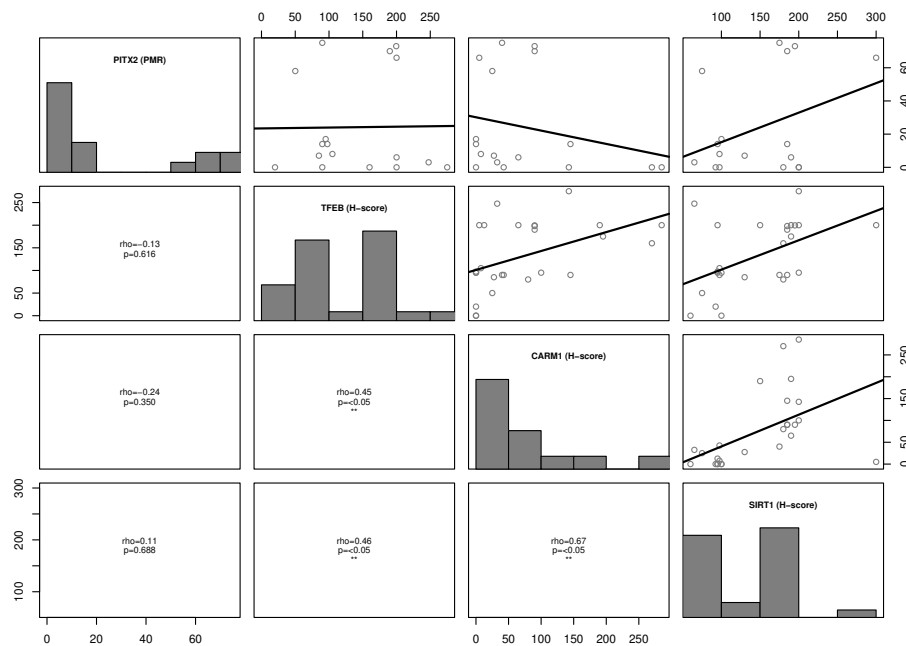 0 50 100 150 200 250
100 150 200 250 300
PITX2 (PMR)
0 20 40 60
0 50 150 250
rho=−0.13
p=0.616
TFEB (H−score)
rho=−0.24
p=0.350
rho=0.45
p=<0.05
**
CARM1 (H−score)
0 50 150 250
100 200 300
rho=0.11
p=0.688
rho=0.46
p=<0.05
**
rho=0.67
p=<0.05
**
SIRT1 (H−score)
0 20 40 60
0 50 100 150 200 250